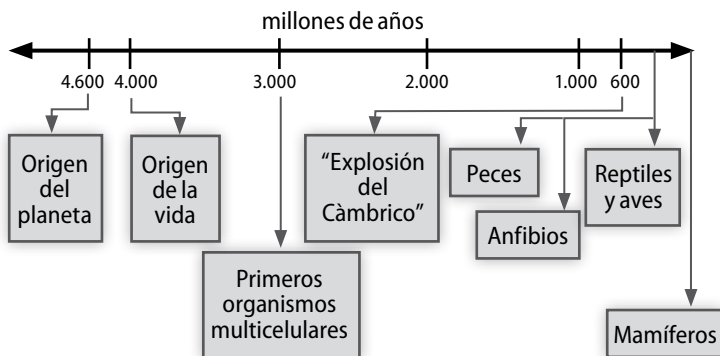 millones de años
4.600
4.000
3.000
2.000
1.000
600
Origen
del
planeta
Origen
de la
vida
Primeros
organismos
multicelulares
"Explosión
del
Càmbrico"
Peces
Anfibios
Reptiles
y aves
Mamíferos